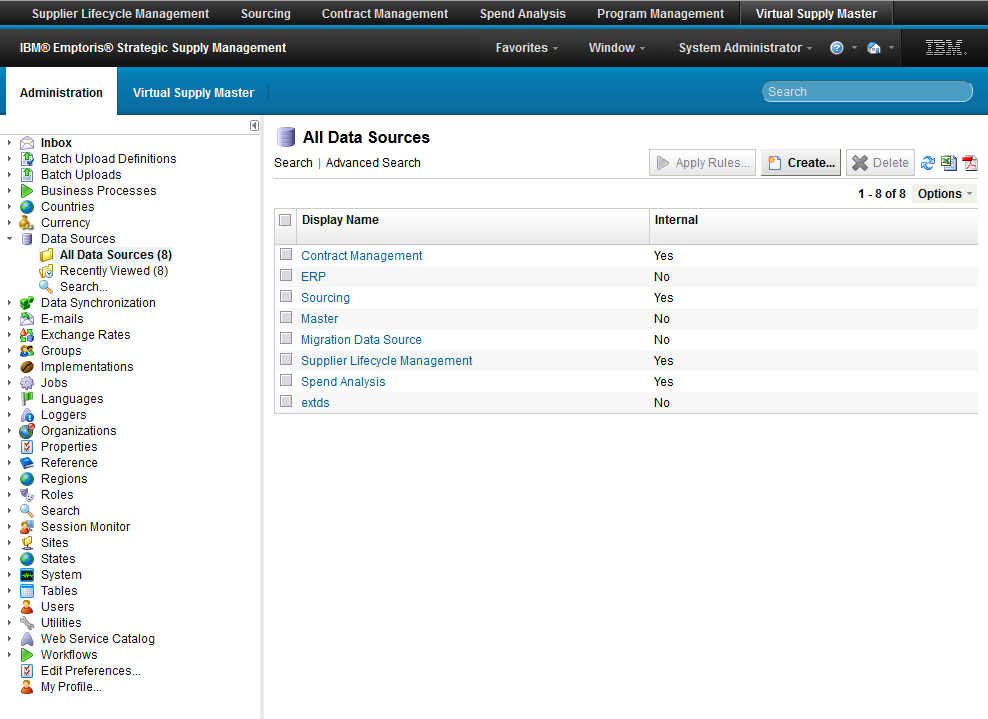 Supplier Lifecycle Management Sourcing Contract Management Spend Analysis Program Management Virtual Supply Master
IBM® Emptoris® Strategic Supply Management Favorites Window System Administrator IBM.
Administration Virtual Supply Master Search
Inbox
Batch Upload Definitions
Batch Uploads
Business Processes
Countries
Currency
Data Sources
All Data Sources (8)
Recently Viewed (8)
Search...
Data Synchronization
E-mails
Exchange Rates
Groups
Implementations
Jobs
Languages
Loggers
Organizations
Properties
Reference
Regions
Roles
Search
Session Monitor
Sites
States
System
Tables
Users
Utilities
Web Service Catalog
Workflows
Edit Preferences...
My Profile...
All Data Sources
Search | Advanced Search Apply Rules... Create... Delete
1 - 8 of 8 Options
Display Name Internal
Contract Management Yes
ERP No
Sourcing Yes
Master No
Migration Data Source No
Supplier Lifecycle Management Yes
Spend Analysis Yes
extds No